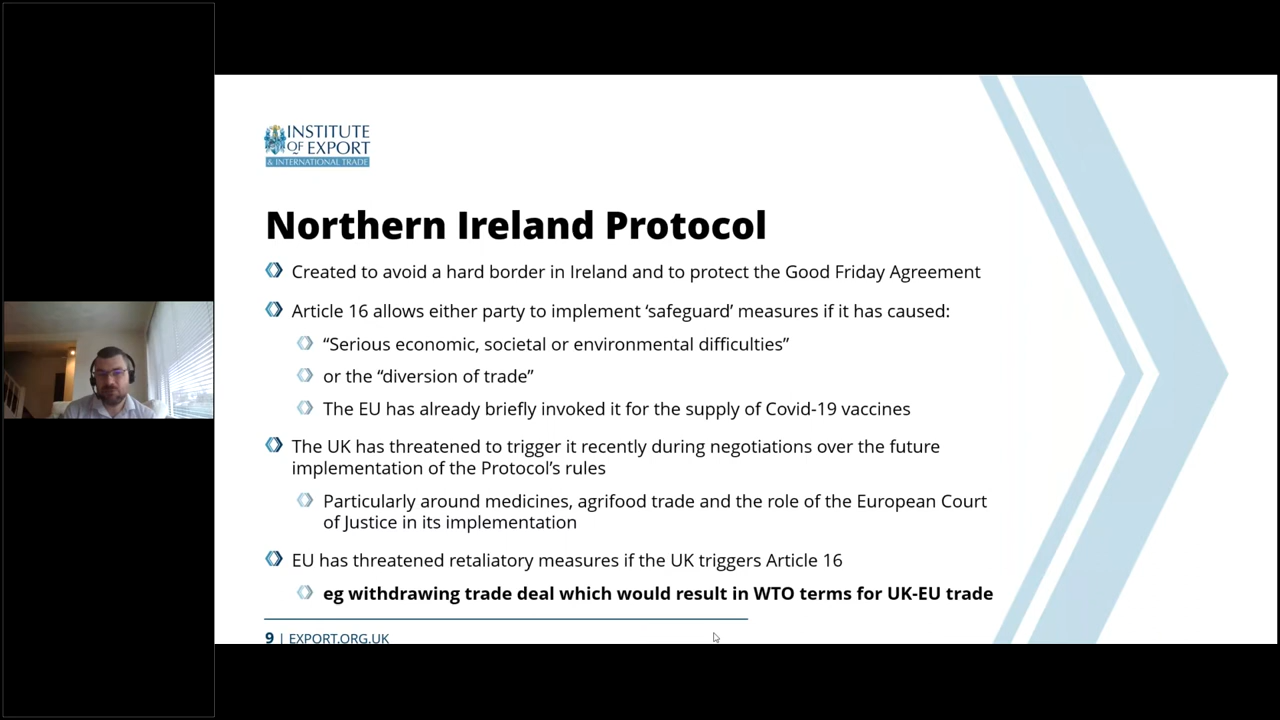 INSTITUTE
OF EXPORT
& INTERNATIONAL TRADE
Northern Ireland Protocol
Created to avoid a hard border in Ireland and to protect the Good Friday Agreement
Article 16 allows either party to implement ‘safeguard’ measures if it has caused:
“Serious economic, societal or environmental difficulties”
or the “diversion of trade”
The EU has already briefly invoked it for the supply of Covid-19 vaccines
The UK has threatened to trigger it recently during negotiations over the future
implementation of the Protocol’s rules
Particularly around medicines, agrifood trade and the role of the European Court
of Justice in its implementation
EU has threatened retaliatory measures if the UK triggers Article 16
eg withdrawing trade deal which would result in WTO terms for UK-EU trade
9 | EXPORT.ORG.UK